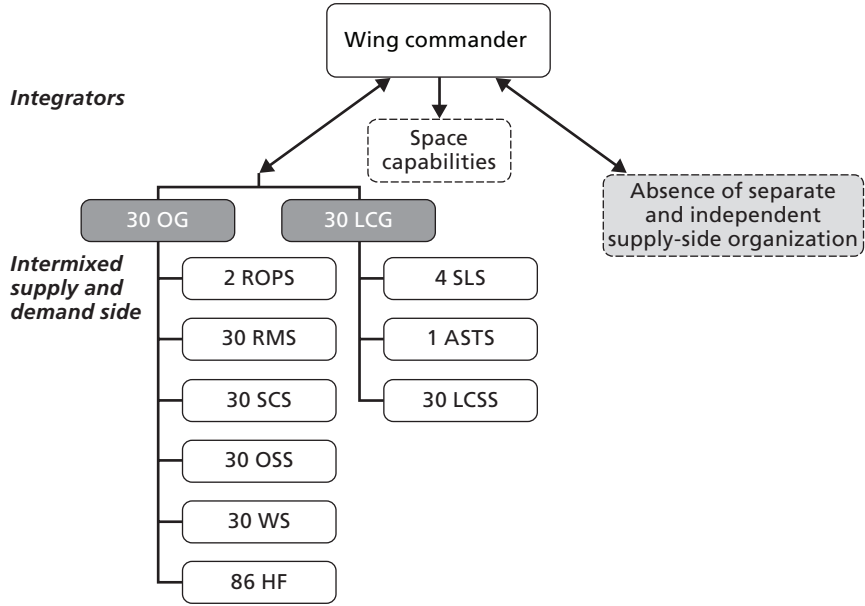 Wing commander
Integrators
Space
capabilities
Absence of separate
and independent
supply-side organization
30 OG
30 LCG
Intermixed
supply and
demand side
2 ROPS
4 SLS
30 RMS
1 ASTS
30 SCS
30 LCSS
30 OSS
30 WS
86 HF